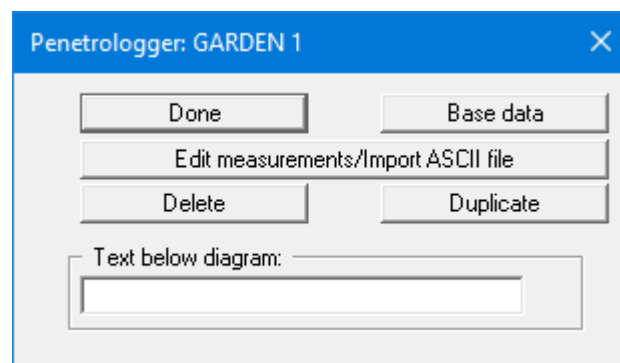 Penetrologger: GARDEN 1
Done Base data
Edit measurements/Import ASCII file
Delete Duplicate
Text below diagram: